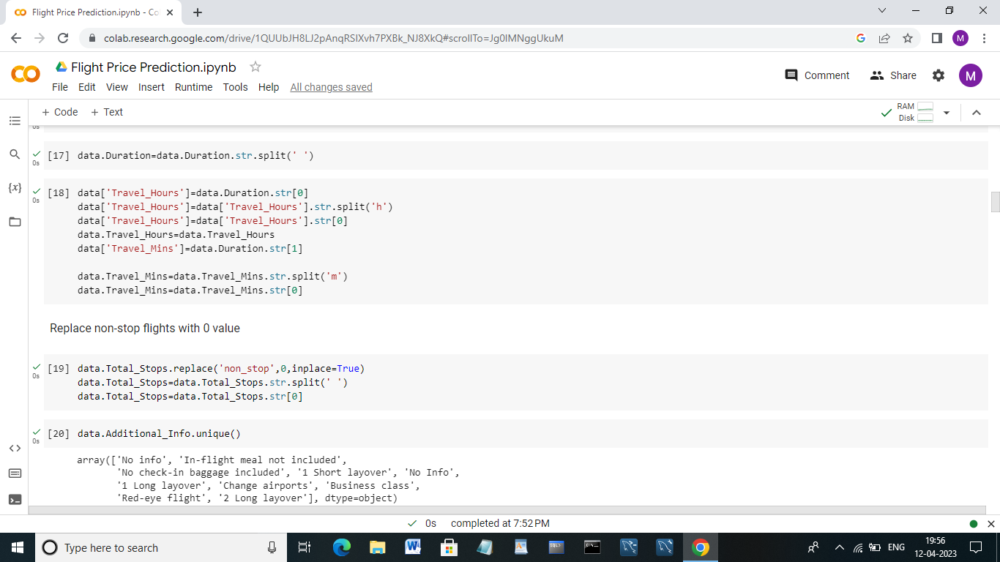 Flight Price Prediction.ipynb - Co
colab.research.google.com/drive/1QUUbJH8LJ2pAnqRSIXvh7PXBk_NJ8XkQ#scrollTo=Jg0lMNggUkuM
M
Flight Price Prediction.ipynb
File Edit View Insert Runtime Tools Help All changes saved
Comment Share M
+ Code + Text
RAM
Disk
0s
[17] data.Duration=data.Duration.str.split(' ')
0s
[18] data['Travel_Hours']=data.Duration.str[0]
0s
data['Travel_Hours']=data['Travel_Hours'].str.split('h')
data['Travel_Hours']=data['Travel_Hours'].str[0]
data.Travel_Hours=data.Travel_Hours
data['Travel_Mins']=data.Duration.str[1]
data.Travel_Mins=data.Travel_Mins.str.split('m')
data.Travel_Mins=data.Travel_Mins.str[0]
Replace non-stop flights with 0 value
[19] data.Total_Stops.replace('non_stop',0,inplace=True)
0s
data.Total_Stops=data.Total_Stops.str.split(' ')
data.Total_Stops=data.Total_Stops.str[0]
[20] data.Additional_Info.unique()
0s
array(['No info', 'In-flight meal not included',
'No check-in baggage included', '1 Short layover', 'No Info',
'1 Long layover', 'Change airports', 'Business class',
'Red-eye flight', '2 Long layover'], dtype=object)
0s completed at 7:52 PM
Type here to search
ENG
19:56
12-04-2023